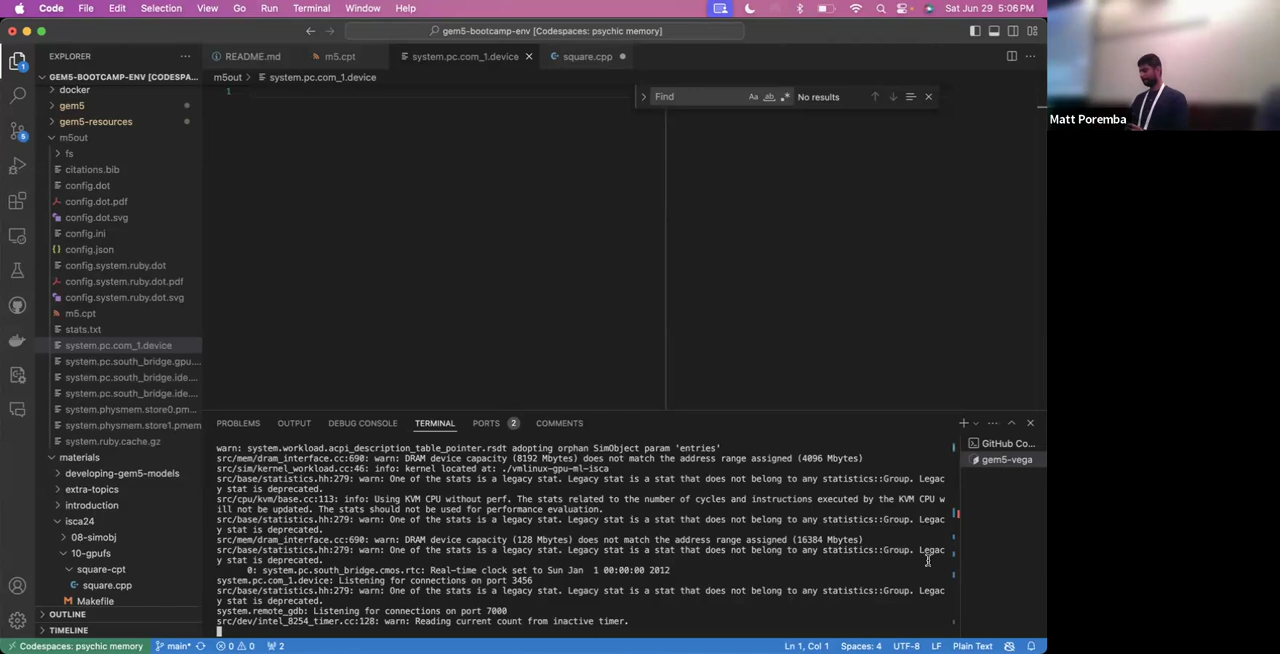 Code File Edit Selection View Go Run Terminal Window Help
Sat Jun 29 5:06 PM
gem5-bootcamp-env [Codespaces: psychic memory]
EXPLORER
README.md
m5.cpt
system.pc.com_1.device
square.cpp
GEM5-BOOTCAMP-ENV [CODESPAC...
m5out > system.pc.com_1.device
1
Find
Aa
ab
No results
docker
gem5
gem5-resources
m5out
fs
citations.bib
config.dot
config.dot.pdf
config.dot.svg
config.ini
config.json
config.system.ruby.dot
config.system.ruby.dot.pdf
config.system.ruby.dot.svg
m5.cpt
stats.txt
system.pc.com_1.device
system.pc.south_bridge.gpu....
system.pc.south_bridge.ide....
system.pc.south_bridge.ide....
system.physmem.store0.pm...
system.physmem.store1.pmem
system.ruby.cache.gz
materials
developing-gem5-models
extra-topics
introduction
isca24
08-simobj
10-gpufs
square-cpt
square.cpp
Makefile
OUTLINE
TIMELINE
PROBLEMS OUTPUT DEBUG CONSOLE TERMINAL PORTS 2 COMMENTS
warn: system.workload.acpi_description_table_pointer.rsdt adopting orphan SimObject param 'entries'
src/mem/dram_interface.cc:690: warn: DRAM device capacity (8192 Mbytes) does not match the address range assigned (4096 Mbytes)
src/sim/kernel_workload.cc:46: info: kernel located at: ./vmlinux-gpu-ml-isca
src/base/statistics.hh:279: warn: One of the stats is a legacy stat. Legacy stat is a stat that does not belong to any statistics::Group. Legac
y stat is deprecated.
src/cpu/kvm/base.cc:113: info: Using KVM CPU without perf. The stats related to the number of cycles and instructions executed by the KVM CPU w
ill not be updated. The stats should not be used for performance evaluation.
src/base/statistics.hh:279: warn: One of the stats is a legacy stat. Legacy stat is a stat that does not belong to any statistics::Group. Legac
y stat is deprecated.
src/mem/dram_interface.cc:690: warn: DRAM device capacity (128 Mbytes) does not match the address range assigned (16384 Mbytes)
src/base/statistics.hh:279: warn: One of the stats is a legacy stat. Legacy stat is a stat that does not belong to any statistics::Group. Legac
y stat is deprecated.
0: system.pc.south_bridge.cmos.rtc: Real-time clock set to Sun Jan 1 00:00:00 2012
system.pc.com_1.device: Listening for connections on port 3456
src/base/statistics.hh:279: warn: One of the stats is a legacy stat. Legacy stat is a stat that does not belong to any statistics::Group. Legac
y stat is deprecated.
system.remote_gdb: Listening for connections on port 7000
src/dev/intel_8254_timer.cc:128: warn: Reading current count from inactive timer.
GitHub Co...
gem5-vega
Codespaces: psychic memory
main*
0 0
2
Ln 1, Col 1
Spaces: 4
UTF-8
LF
Plain Text
Matt Poremba
1
5